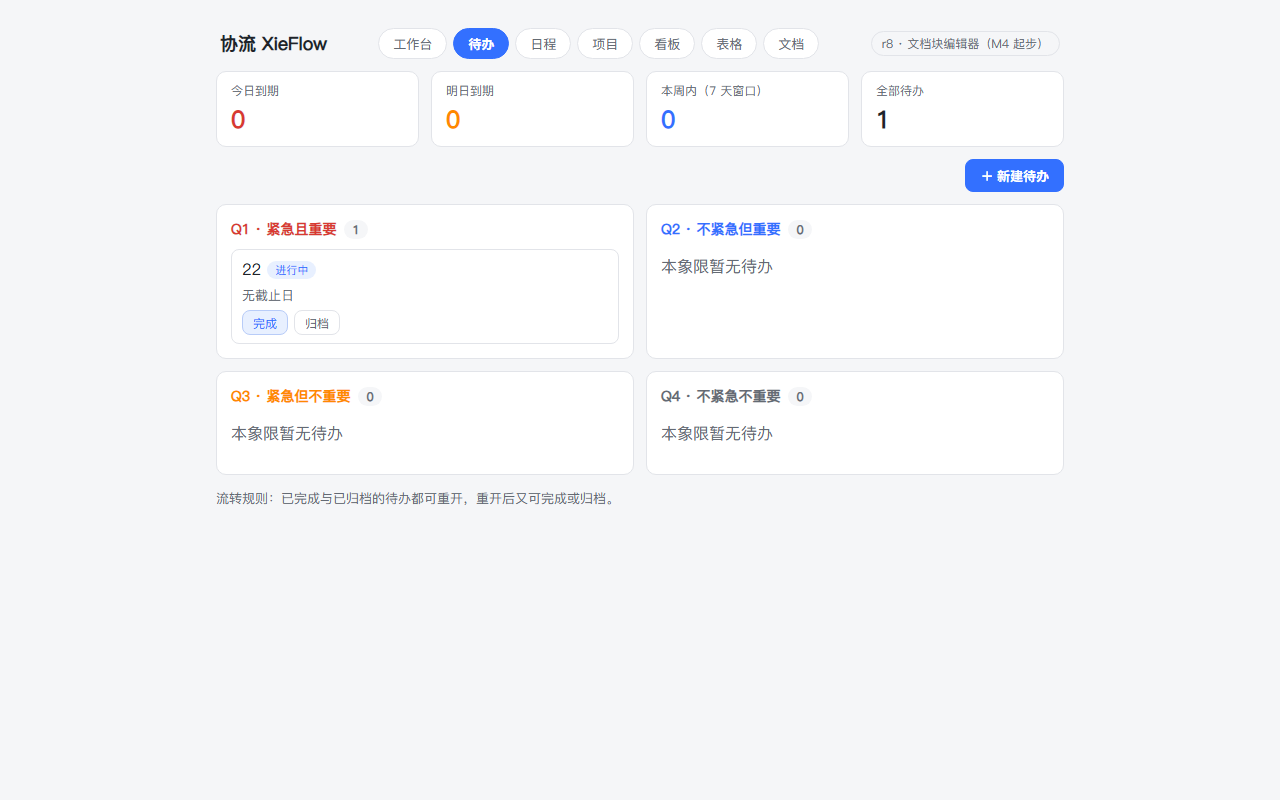 协流 XieFlow 工作台 待办 日程 项目 看板 表格 文档 r8 · 文档块编辑器（M4 起步）
今日到期 明日到期 本周内（7 天窗口） 全部待办
0 0 0 1
＋ 新建待办
Q1 · 紧急且重要 1 Q2 · 不紧急但重要 0
22 进行中 本象限暂无待办
无截止日
完成 归档
Q3 · 紧急但不重要 0 Q4 · 不紧急不重要 0
本象限暂无待办 本象限暂无待办
流转规则：已完成与已归档的待办都可重开，重开后又可完成或归档。